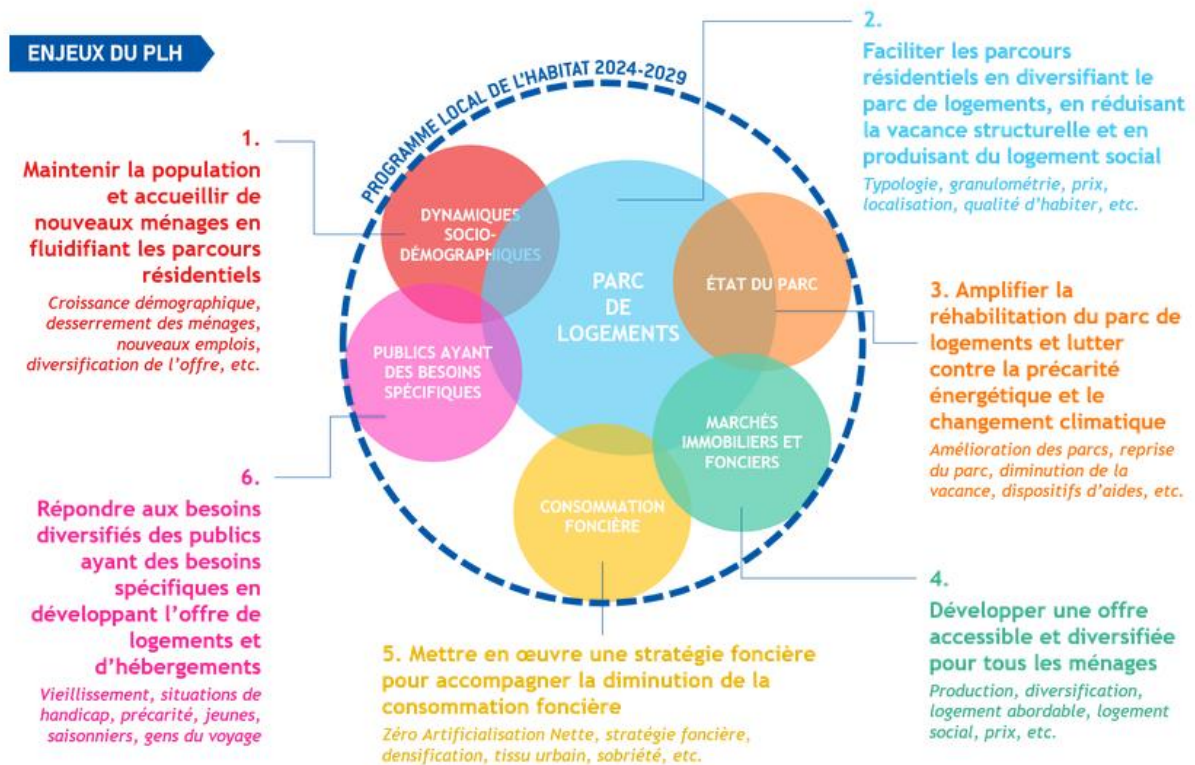 ENJEUX DU PLH
PROGRAMME LOCAL DE L'HABITAT 2024-2029
1.
Maintenir la population
et accueillir de
nouveaux ménages en
fluidifiant les parcours
résidentiels
Croissance démographique,
desserrement des ménages,
nouveaux emplois,
diversification de l'offre, etc.
2.
Faciliter les parcours
résidentiels en diversifiant le
parc de logements, en réduisant
la vacance structurelle et en
produisant du logement social
Typologie, granulométrie, prix,
localisation, qualité d'habiter, etc.
DYNAMIQUES
SOCIO-
DÉMOGRAPHIQUES
PARC
DE
LOGEMENTS
ÉTAT DU PARC
PUBLICS AYANT
DES BESOINS
SPÉCIFIQUES
MARCHÉS
IMMOBILIERS ET
FONCIERS
CONSOMMATION
FONCIÈRE
3. Amplifier la
réhabilitation du parc de
logements et lutter
contre la précarité
énergétique et le
changement climatique
Amélioration des parcs, reprise
du parc, diminution de la
vacance, dispositifs d'aides, etc.
4.
Développer une offre
accessible et diversifiée
pour tous les ménages
Production, diversification,
logement abordable, logement
social, prix, etc.
5. Mettre en œuvre une stratégie foncière
pour accompagner la diminution de la
consommation foncière
Zéro Artificialisation Nette, stratégie foncière,
densification, tissu urbain, sobriété, etc.
6.
Répondre aux besoins
diversifiés des publics
ayant des besoins
spécifiques en
développant l'offre de
logements et
d'hébergements
Vieillissement, situations de
handicap, précarité, jeunes,
saisonniers, gens du voyage